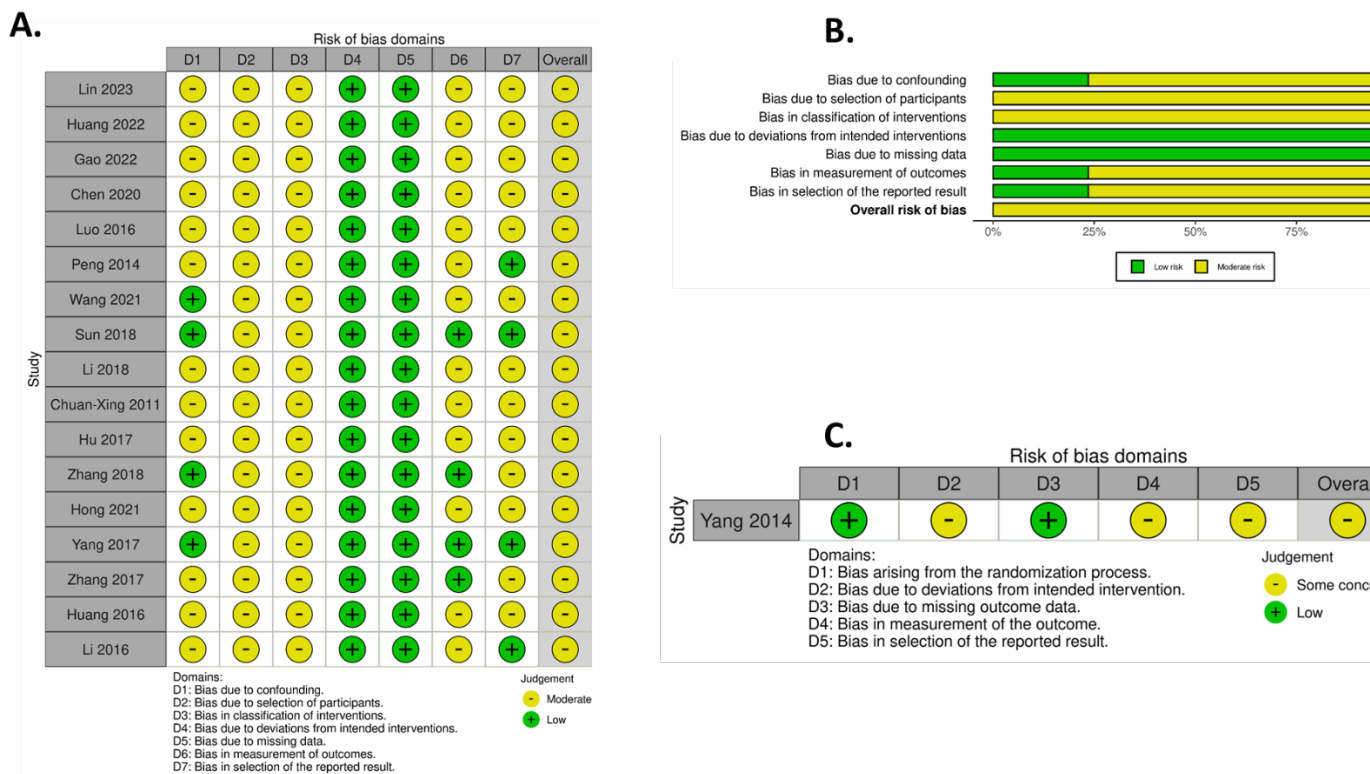 A.
Risk of bias domains
D1 D2 D3 D4 D5 D6 D7 Overall
Study
Lin 2023 - - - + + - - -
Huang 2022 - - - + + - - -
Gao 2022 - - - + + - - -
Chen 2020 - - - + + - - -
Luo 2016 - - - + + - - -
Peng 2014 - - - + + - + -
Wang 2021 + - - + + - - -
Sun 2018 + - - + + + + -
Li 2018 - - - + + - - -
Chuan-Xing 2011 - - - + + - - -
Hu 2017 - - - + + - - -
Zhang 2018 + - - + + + - -
Hong 2021 - - - + + - - -
Yang 2017 + - - + + + + -
Zhang 2017 - - - + + + - -
Huang 2016 - - - + + - - -
Li 2016 - - - + + - + -
Domains:
D1: Bias due to confounding.
D2: Bias due to selection of participants.
D3: Bias in classification of interventions.
D4: Bias due to deviations from intended interventions.
D5: Bias due to missing data.
D6: Bias in measurement of outcomes.
D7: Bias in selection of the reported result.
Judgement
- Moderate
+ Low
B.
Bias due to confounding
Bias due to selection of participants
Bias in classification of interventions
Bias due to deviations from intended interventions
Bias due to missing data
Bias in measurement of outcomes
Bias in selection of the reported result
Overall risk of bias
0% 25% 50% 75%
Low risk Moderate risk
C.
Risk of bias domains
D1 D2 D3 D4 D5 Overa
Study
Yang 2014 + - + - - -
Domains:
D1: Bias arising from the randomization process.
D2: Bias due to deviations from intended intervention.
D3: Bias due to missing outcome data.
D4: Bias in measurement of the outcome.
D5: Bias in selection of the reported result.
Judgement
- Some conce
+ Low